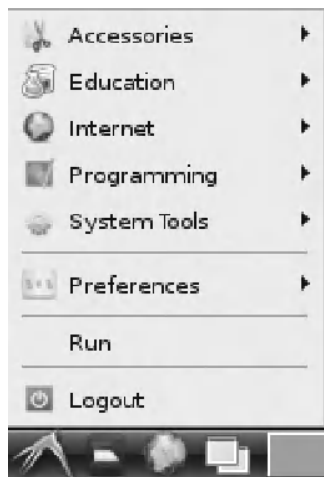 Accessories
Education
Internet
Programming
System Tools
Preferences
Run
Logout